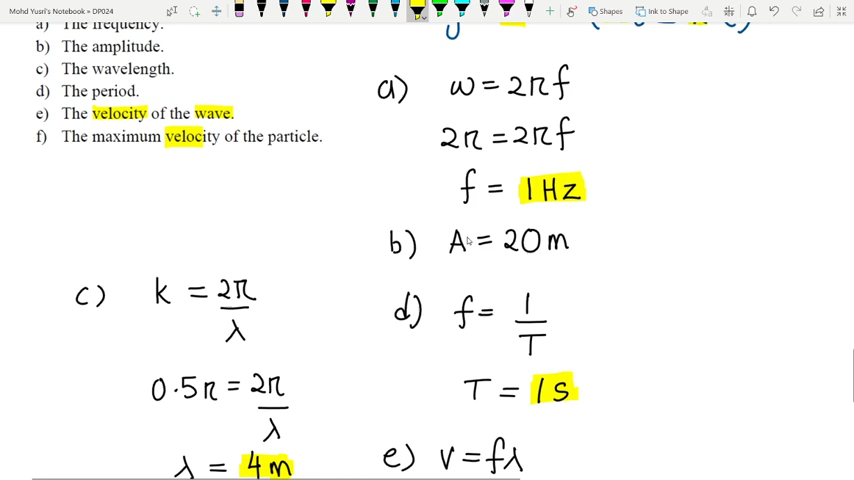 Mohd Yusri's Notebook » DP024
Shapes
Ink to Shape
a) The frequency.
b) The amplitude.
c) The wavelength.
d) The period.
e) The velocity of the wave.
f) The maximum velocity of the particle.
a) ω = 2πf
2π = 2πf
f = 1 Hz
b) A = 20 m
c) k = 2π/λ
0.5π = 2π/λ
λ = 4 m
d) f = 1/T
T = 1 s
e) v = fλ